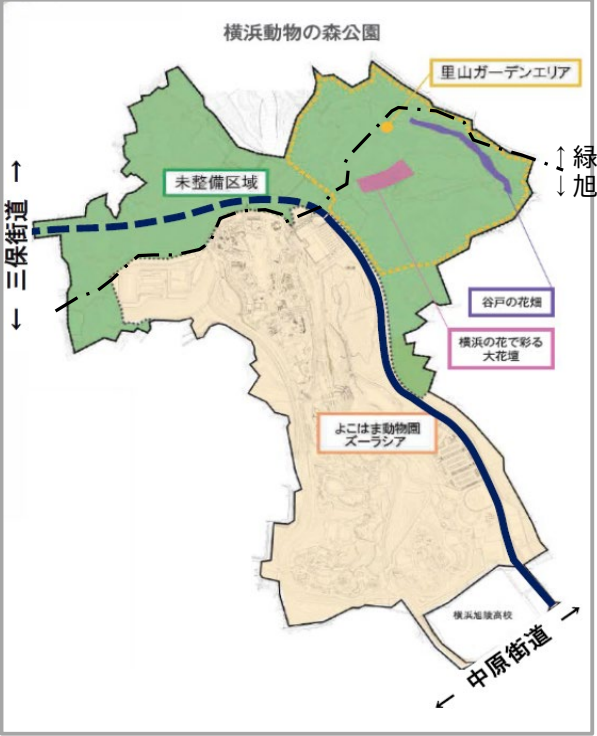 横浜動物の森公園
里山ガーデンエリア
↑緑
↓旭
未整備区域
← 三保街道 →
谷戸の花畑
横浜の花で彩る
大花壇
よこはま動物園
ズーラシア
横浜旭陵高校
← 中原街道 →